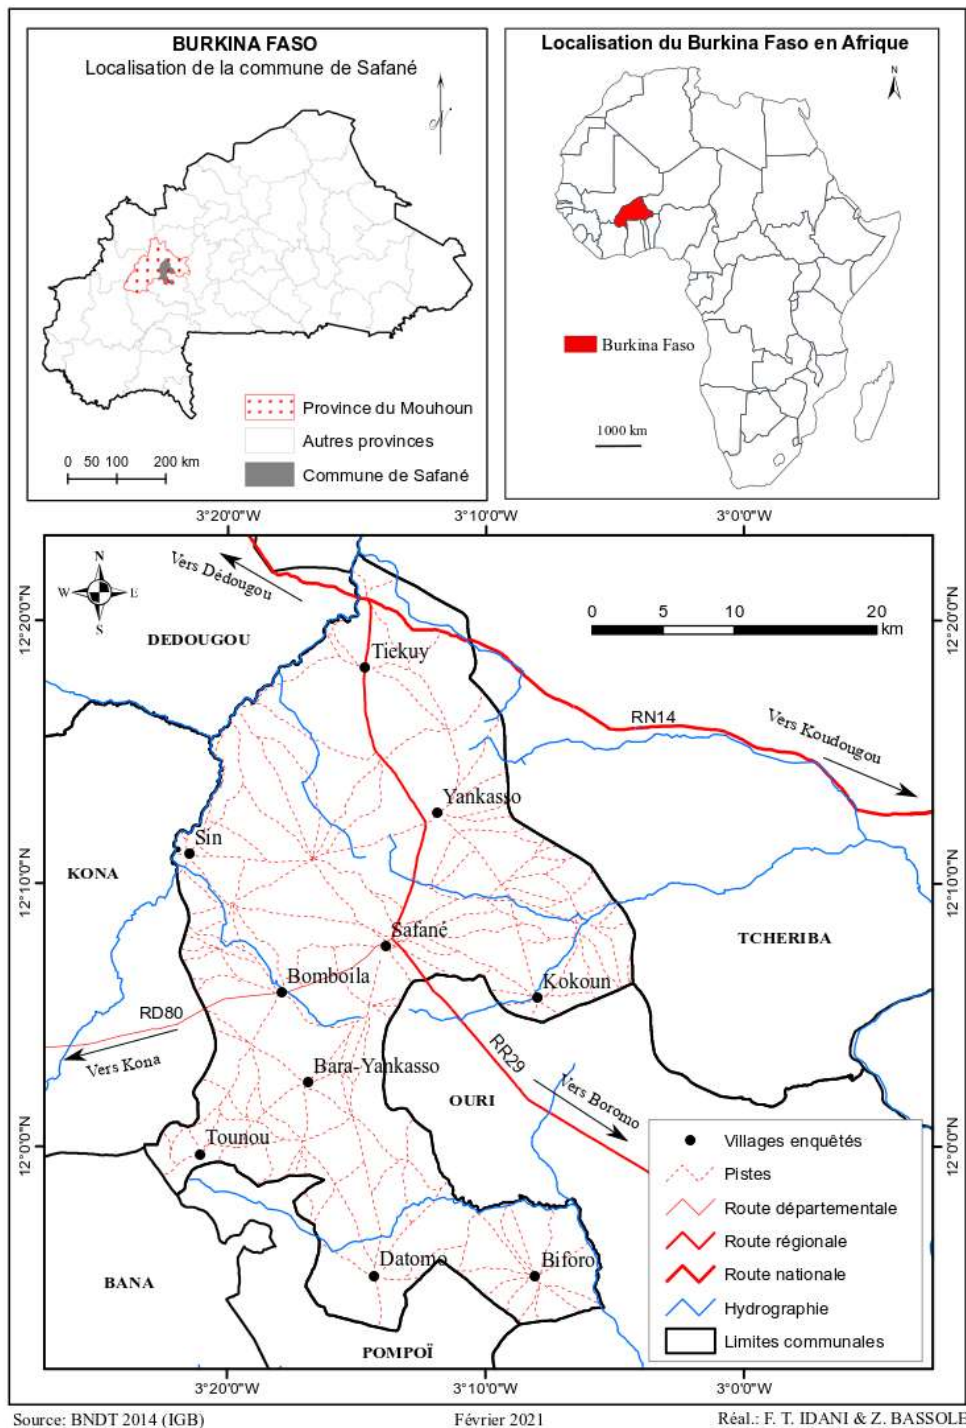 BURKINA FASO
Localisation de la commune de Safané
N
Province du Mouhoun
Autres provinces
Commune de Safané
0 50 100 200 km
Localisation du Burkina Faso en Afrique
N
Burkina Faso
1000 km
3°20'0"W 3°10'0"W 3°0'0"W
N
W E
S
Vers Dédougou
DEDOUGOU
0 5 10 20
km
12°20'0"N 12°20'0"N
Tiekuy
RN14
Vers Koudougou
Yankasso
Sin
KONA
12°10'0"N 12°10'0"N
Safané
TCHERIBA
Bomboila
Kokoun
RD80
Vers Kona
RR29
Bara-Yankasso
Vers Boromo
OURI
Tounou
12°0'0"N 12°0'0"N
Villages enquêtés
Pistes
Route départementale
Route régionale
Route nationale
Hydrographie
Limites communales
Datomo
Biforo
BANA
POMPOÏ
3°20'0"W 3°10'0"W 3°0'0"W
Source: BNDT 2014 (IGB) Février 2021 Réal.: F. T. IDANI & Z. BASSOLE